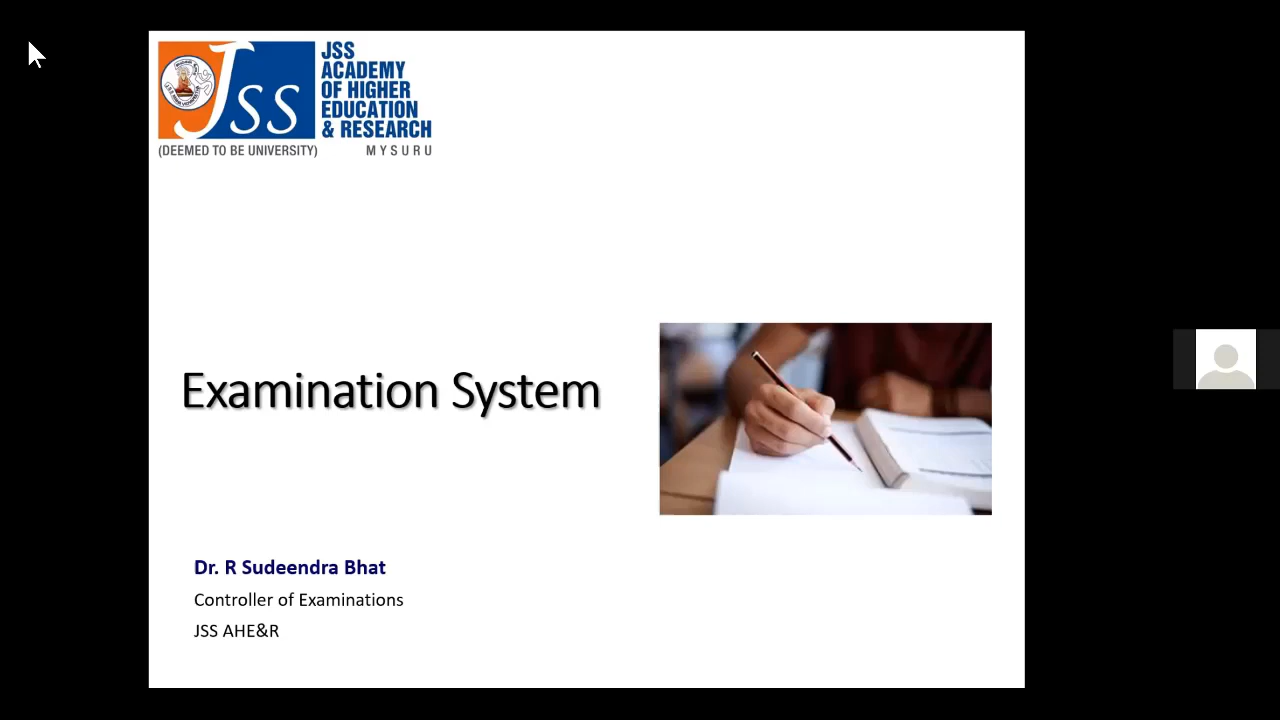 JSS
JSS
ACADEMY
OF HIGHER
EDUCATION
& RESEARCH
(DEEMED TO BE UNIVERSITY) MYSURU
Examination System
Dr. R Sudeendra Bhat
Controller of Examinations
JSS AHE&R